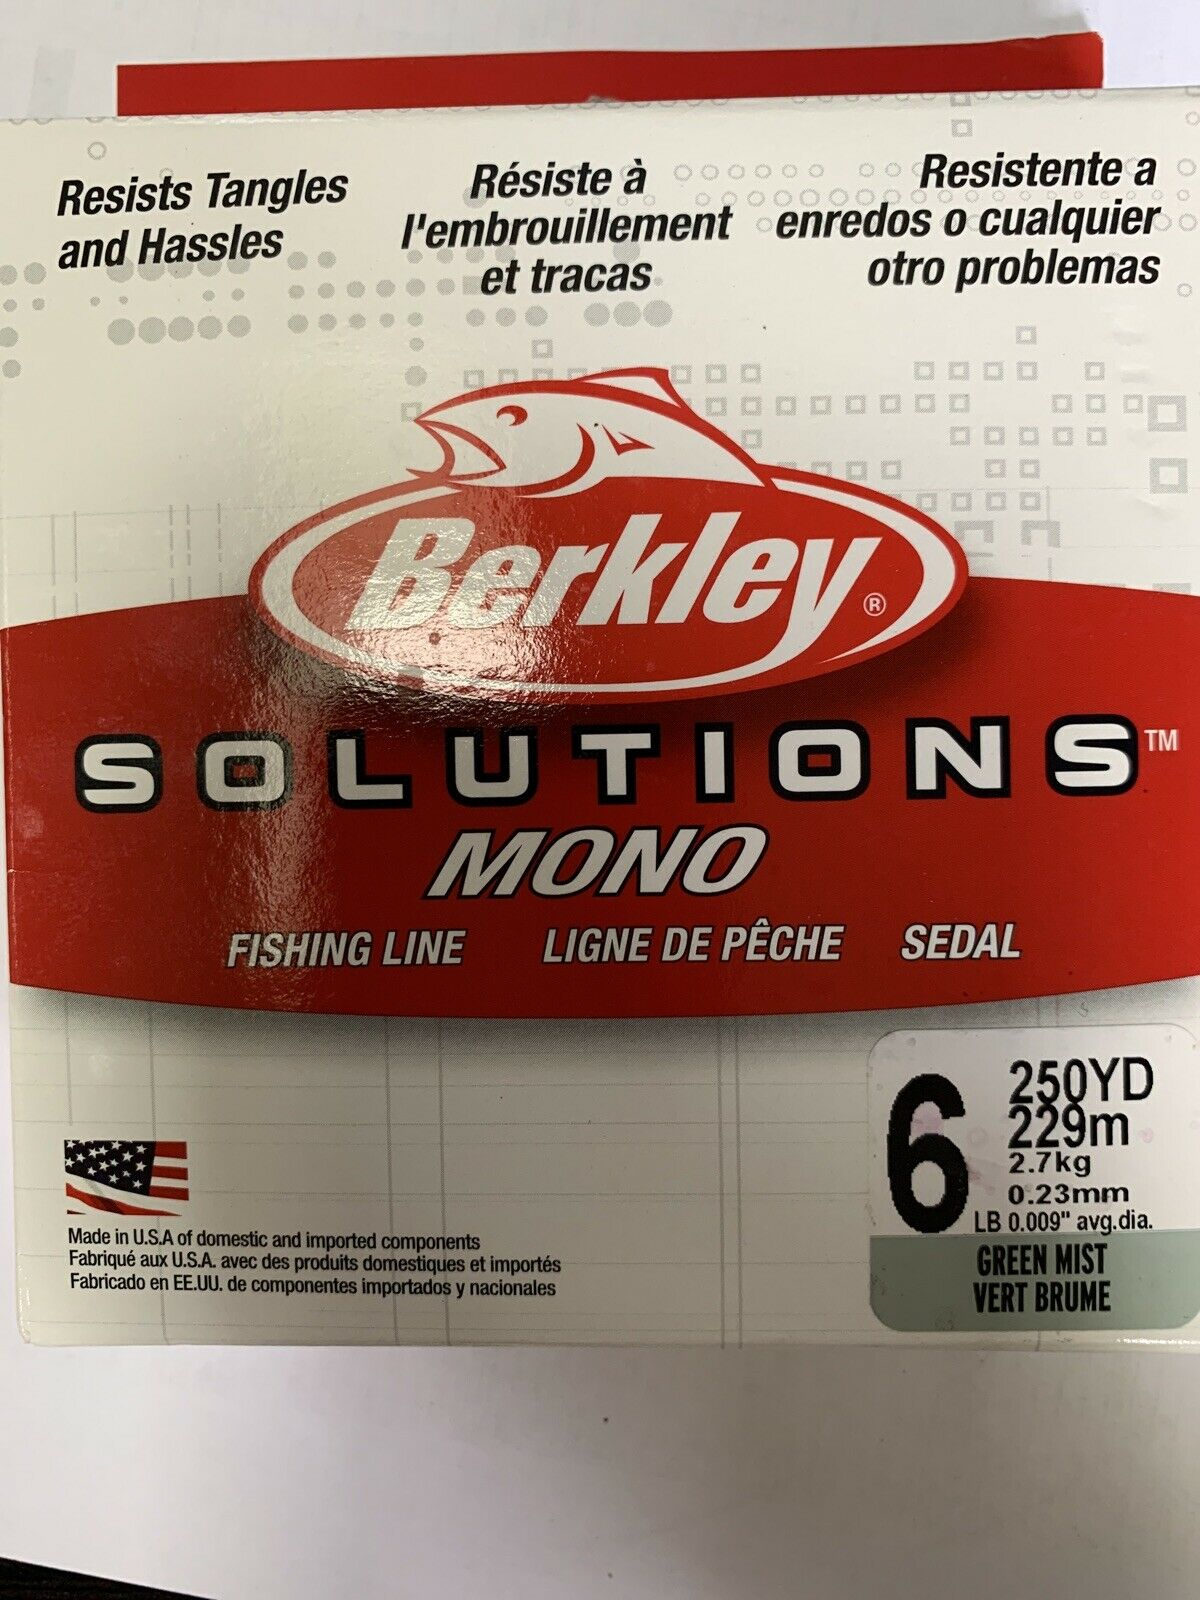 Resists Tangles
and Hassles
Résiste à
l'embrouillement
et tracas
Resistente a
enredos o cualquier
otro problemas
Berkley®
SOLUTIONS™
MONO
FISHING LINE LIGNE DE PÊCHE SEDAL
6
250YD
229m
2.7kg
0.23mm
LB 0.009" avg.dia.
GREEN MIST
VERT BRUME
Made in U.S.A of domestic and imported components
Fabriqué aux U.S.A. avec des produits domestiques et importés
Fabricado en EE.UU. de componentes importados y nacionales